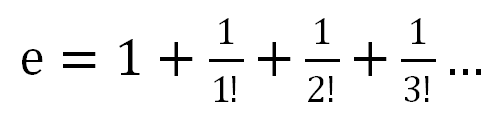 e = 1 + 1/1! + 1/2! + 1/3! ...